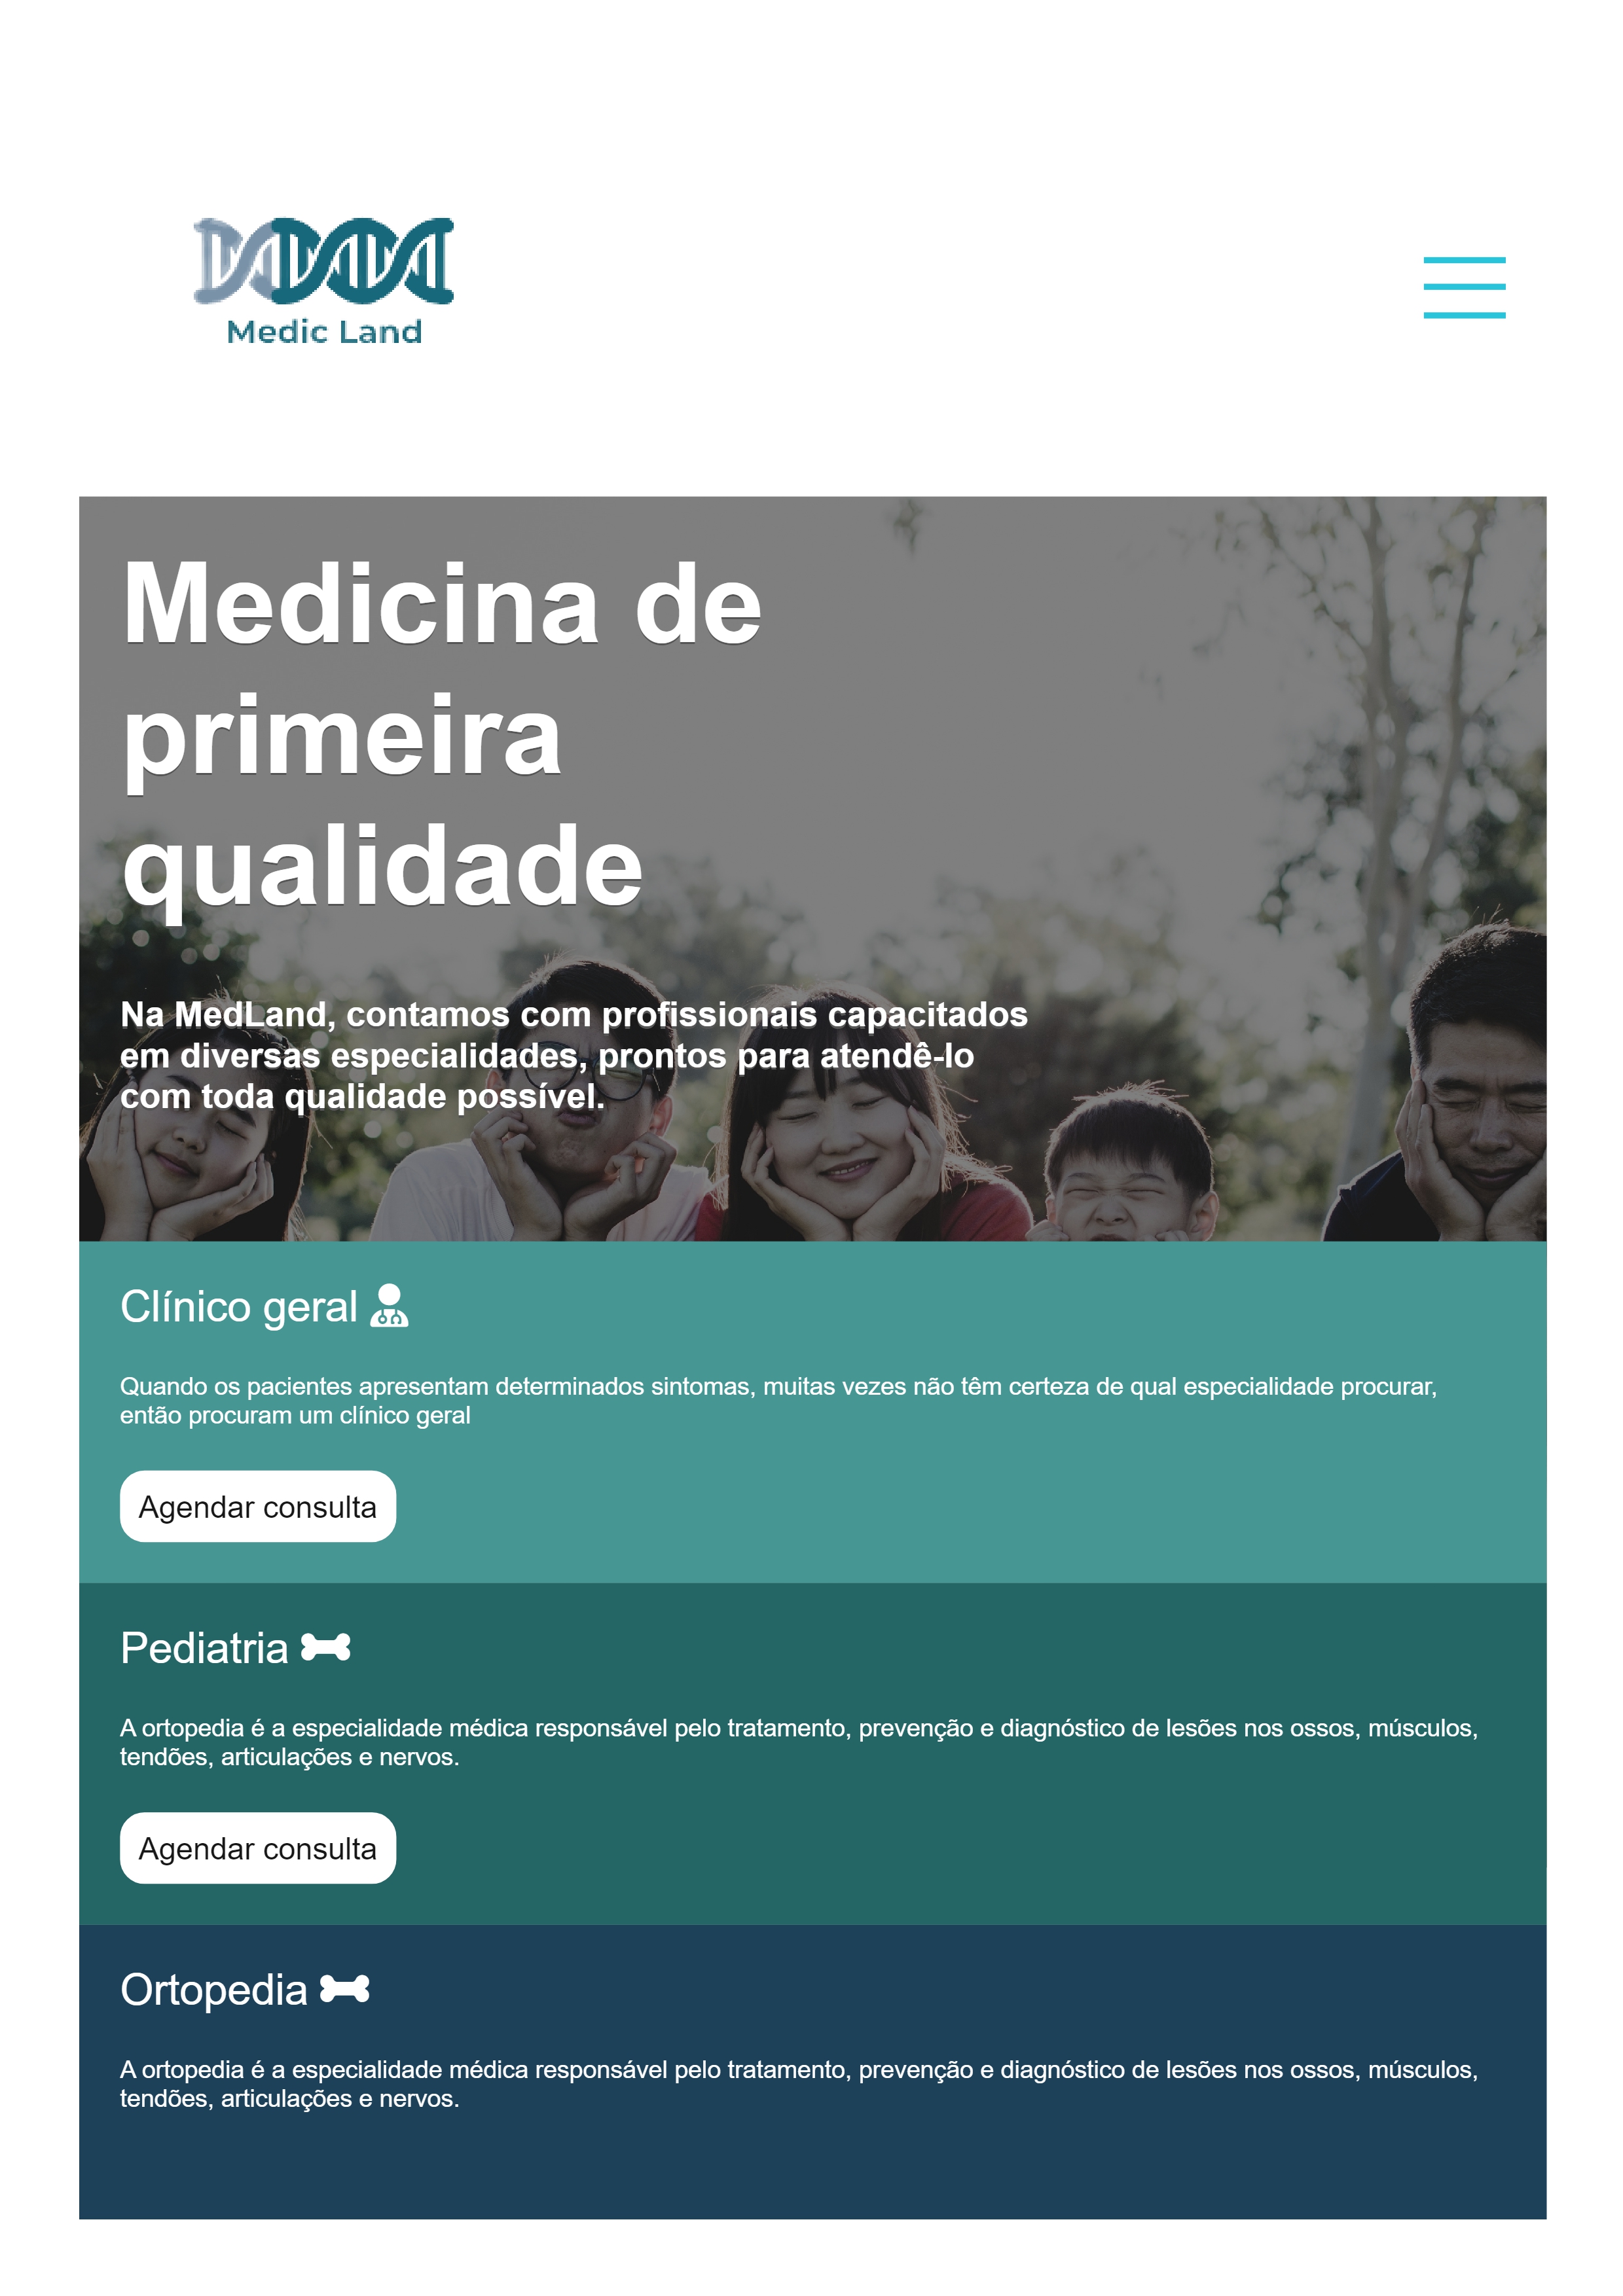 Medic Land
Medicina de
primeira
qualidade
Na MedLand, contamos com profissionais capacitados
em diversas especialidades, prontos para atendê-lo
com toda qualidade possível.
Clínico geral
Quando os pacientes apresentam determinados sintomas, muitas vezes não têm certeza de qual especialidade procurar,
então procuram um clínico geral
Agendar consulta
Pediatria
A ortopedia é a especialidade médica responsável pelo tratamento, prevenção e diagnóstico de lesões nos ossos, músculos,
tendões, articulações e nervos.
Agendar consulta
Ortopedia
A ortopedia é a especialidade médica responsável pelo tratamento, prevenção e diagnóstico de lesões nos ossos, músculos,
tendões, articulações e nervos.